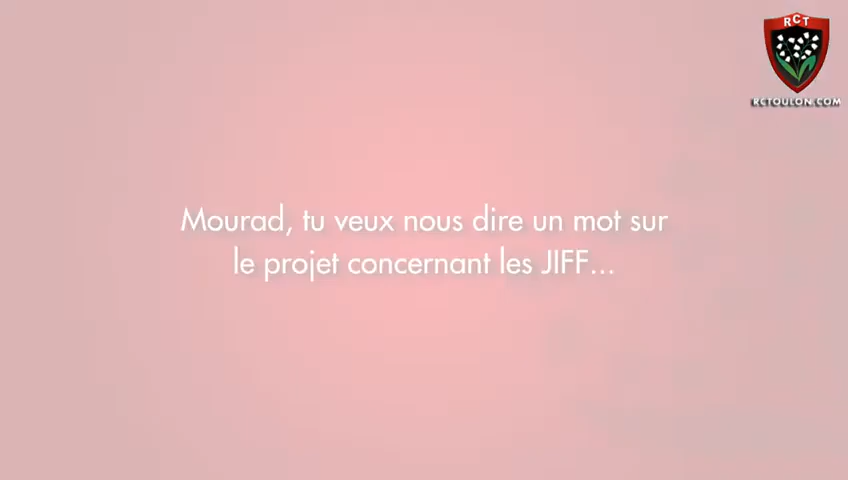 RCT
RCTOULON.COM
Mourad, tu veux nous dire un mot sur
le projet concernant les JIFF...